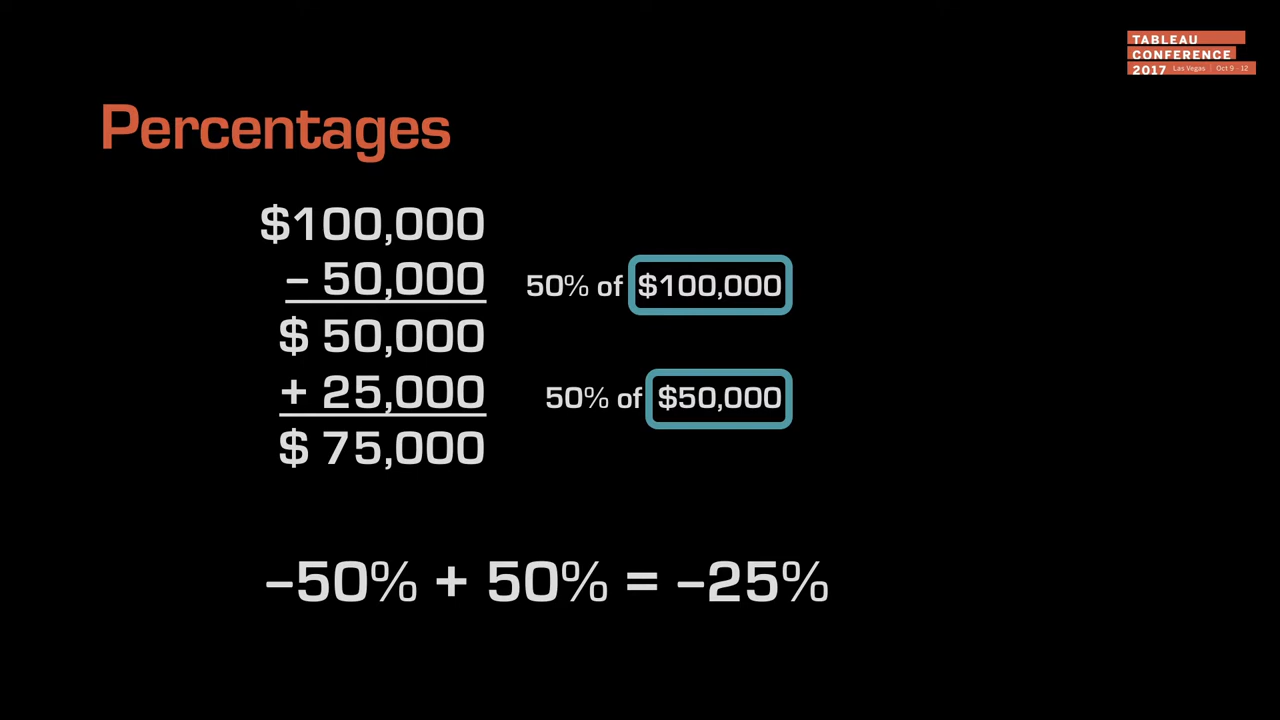 TABLEAU
CONFERENCE
2017 Las Vegas | Oct 9 - 12
Percentages
$100,000
– 50,000 50% of $100,000
$ 50,000
+ 25,000 50% of $50,000
$ 75,000
–50% + 50% = –25%